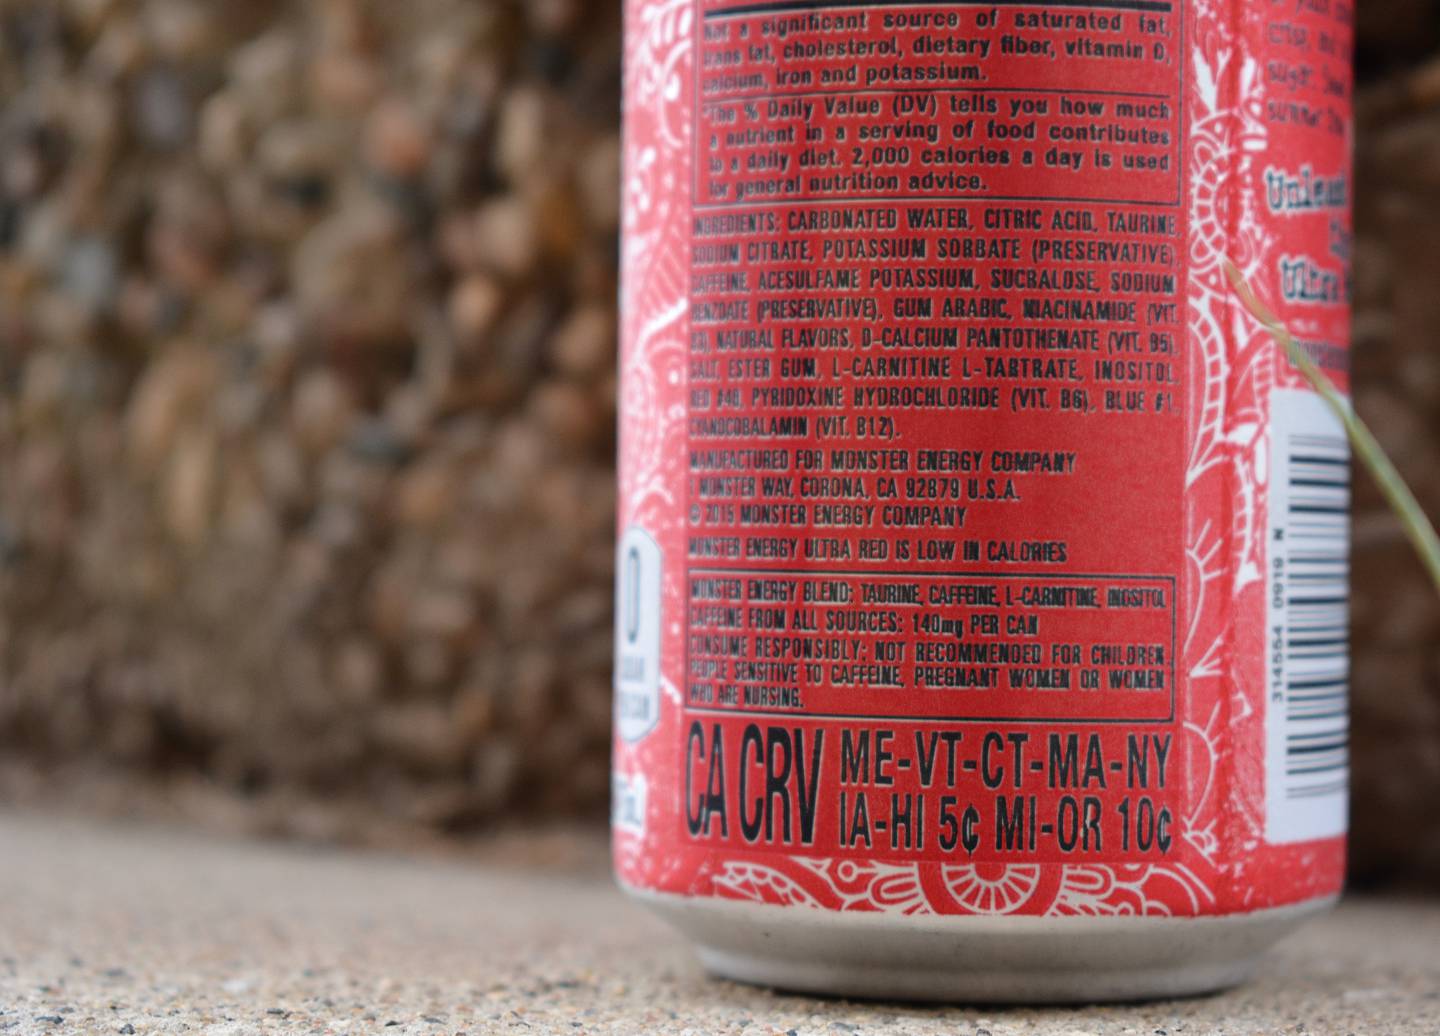 Not a significant source of saturated fat,
trans fat, cholesterol, dietary fiber, vitamin D,
calcium, iron and potassium.
*The % Daily Value (DV) tells you how much
a nutrient in a serving of food contributes
to a daily diet. 2,000 calories a day is used
for general nutrition advice.
INGREDIENTS: CARBONATED WATER, CITRIC ACID, TAURINE,
SODIUM CITRATE, POTASSIUM SORBATE (PRESERVATIVE),
CAFFEINE, ACESULFAME POTASSIUM, SUCRALOSE, SODIUM
BENZOATE (PRESERVATIVE), GUM ARABIC, NIACINAMIDE (VIT.
B3), NATURAL FLAVORS, D-CALCIUM PANTOTHENATE (VIT. B5),
SALT, ESTER GUM, L-CARNITINE L-TARTRATE, INOSITOL,
RED #40, PYRIDOXINE HYDROCHLORIDE (VIT. B6), BLUE #1,
CYANOCOBALAMIN (VIT. B12).
MANUFACTURED FOR MONSTER ENERGY COMPANY
1 MONSTER WAY, CORONA, CA 92879 U.S.A.
© 2015 MONSTER ENERGY COMPANY
MONSTER ENERGY ULTRA RED IS LOW IN CALORIES
MONSTER ENERGY BLEND: TAURINE, CAFFEINE, L-CARNITINE, INOSITOL
CAFFEINE FROM ALL SOURCES: 140mg PER CAN
CONSUME RESPONSIBLY: NOT RECOMMENDED FOR CHILDREN,
PEOPLE SENSITIVE TO CAFFEINE, PREGNANT WOMEN OR WOMEN
WHO ARE NURSING.
CA CRV ME-VT-CT-MA-NY
IA-HI 5¢ MI-OR 10¢
0
314554 0919 N